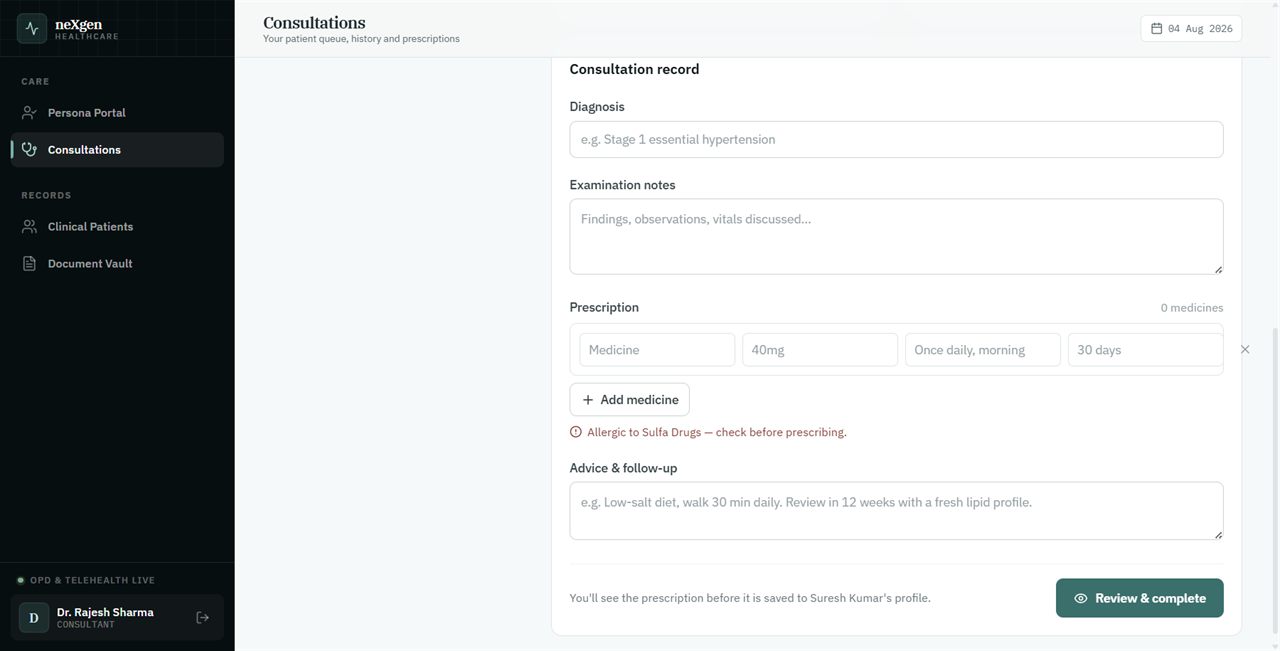 neXgen
HEALTHCARE
CARE
Persona Portal
Consultations
RECORDS
Clinical Patients
Document Vault
OPD & TELEHEALTH LIVE
D
Dr. Rajesh Sharma
CONSULTANT
Consultations
Your patient queue, history and prescriptions
04 Aug 2026
Consultation record
Diagnosis
e.g. Stage 1 essential hypertension
Examination notes
Findings, observations, vitals discussed...
Prescription
0 medicines
Medicine
40mg
Once daily, morning
30 days
Add medicine
Allergic to Sulfa Drugs — check before prescribing.
Advice & follow-up
e.g. Low-salt diet, walk 30 min daily. Review in 12 weeks with a fresh lipid profile.
You'll see the prescription before it is saved to Suresh Kumar's profile.
Review & complete